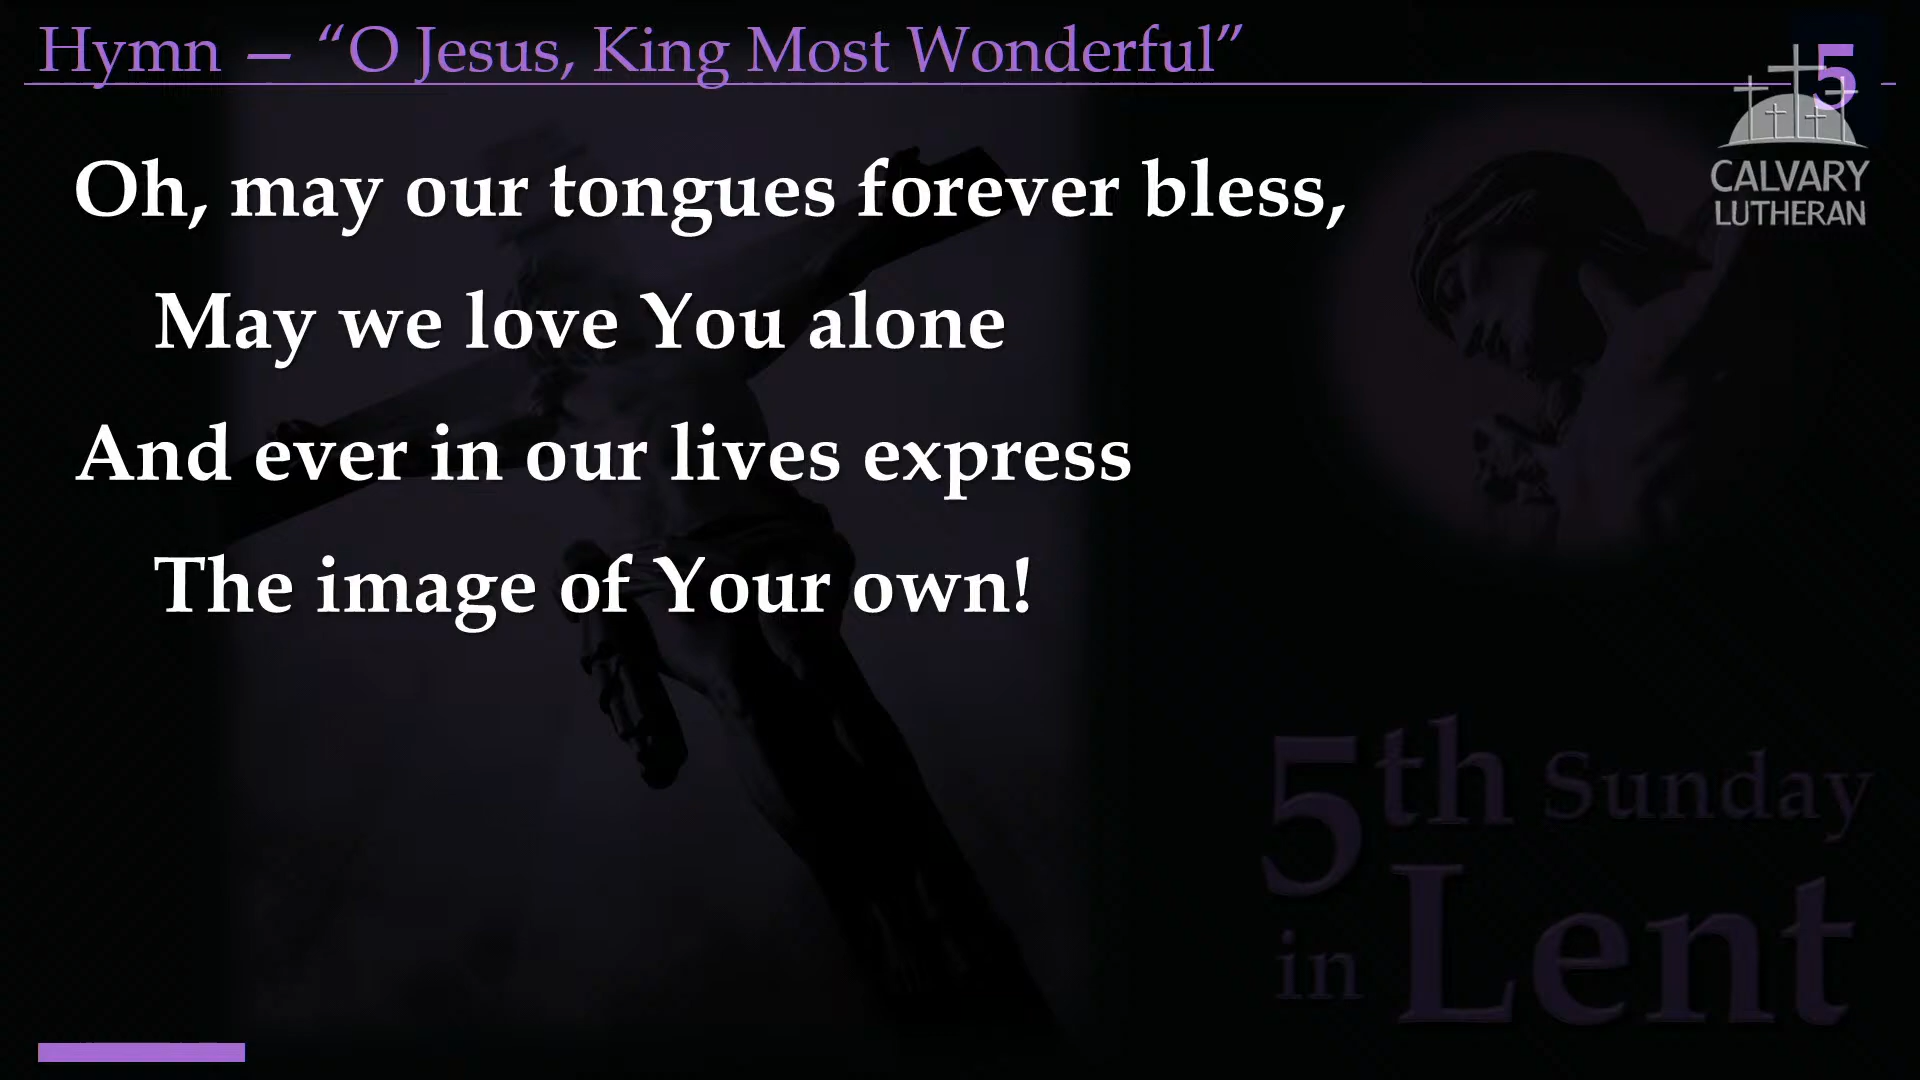 Hymn — “O Jesus, King Most Wonderful”
5
CALVARY
LUTHERAN
Oh, may our tongues forever bless,
May we love You alone
And ever in our lives express
The image of Your own!
5th Sunday
in Lent